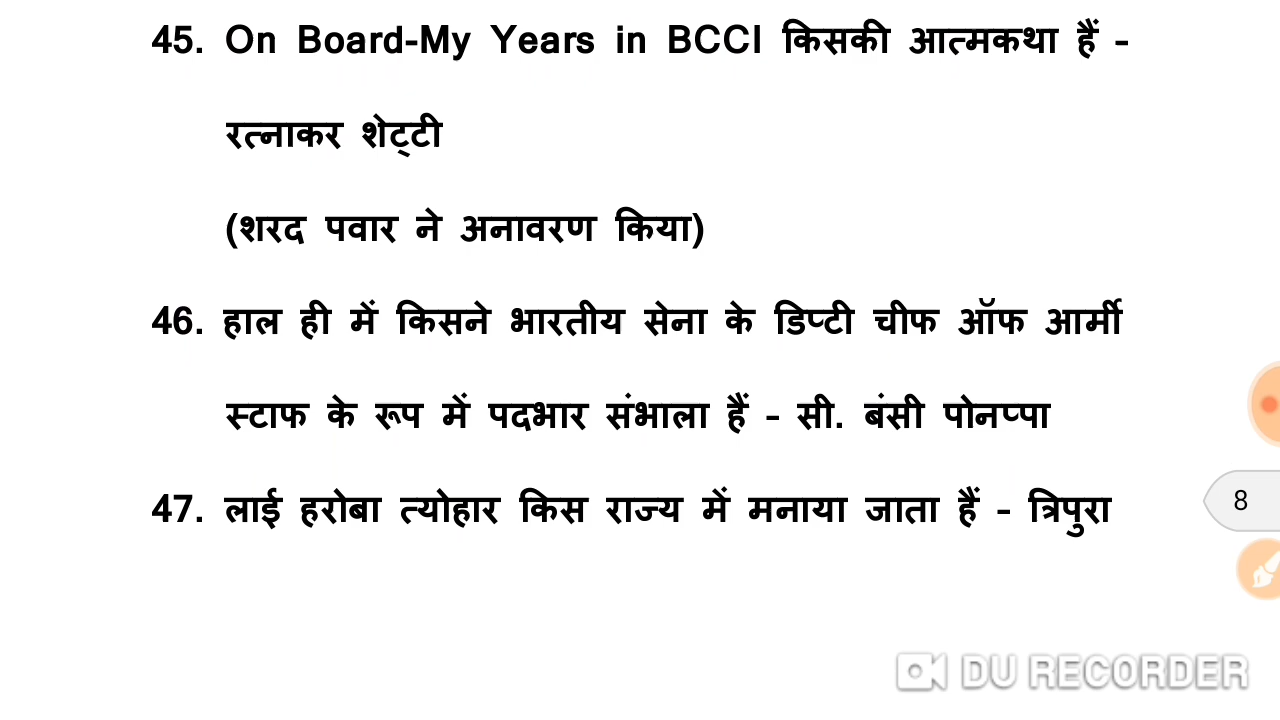 45. On Board-My Years in BCCI किसकी आत्मकथा हैं –
रत्नाकर शेट्टी
(शरद पवार ने अनावरण किया)
46. हाल ही में किसने भारतीय सेना के डिप्टी चीफ ऑफ आर्मी
स्टाफ के रूप में पदभार संभाला हैं – सी. बंसी पोनप्पा
47. लाई हरोबा त्योहार किस राज्य में मनाया जाता हैं – त्रिपुरा
8
DU RECORDER